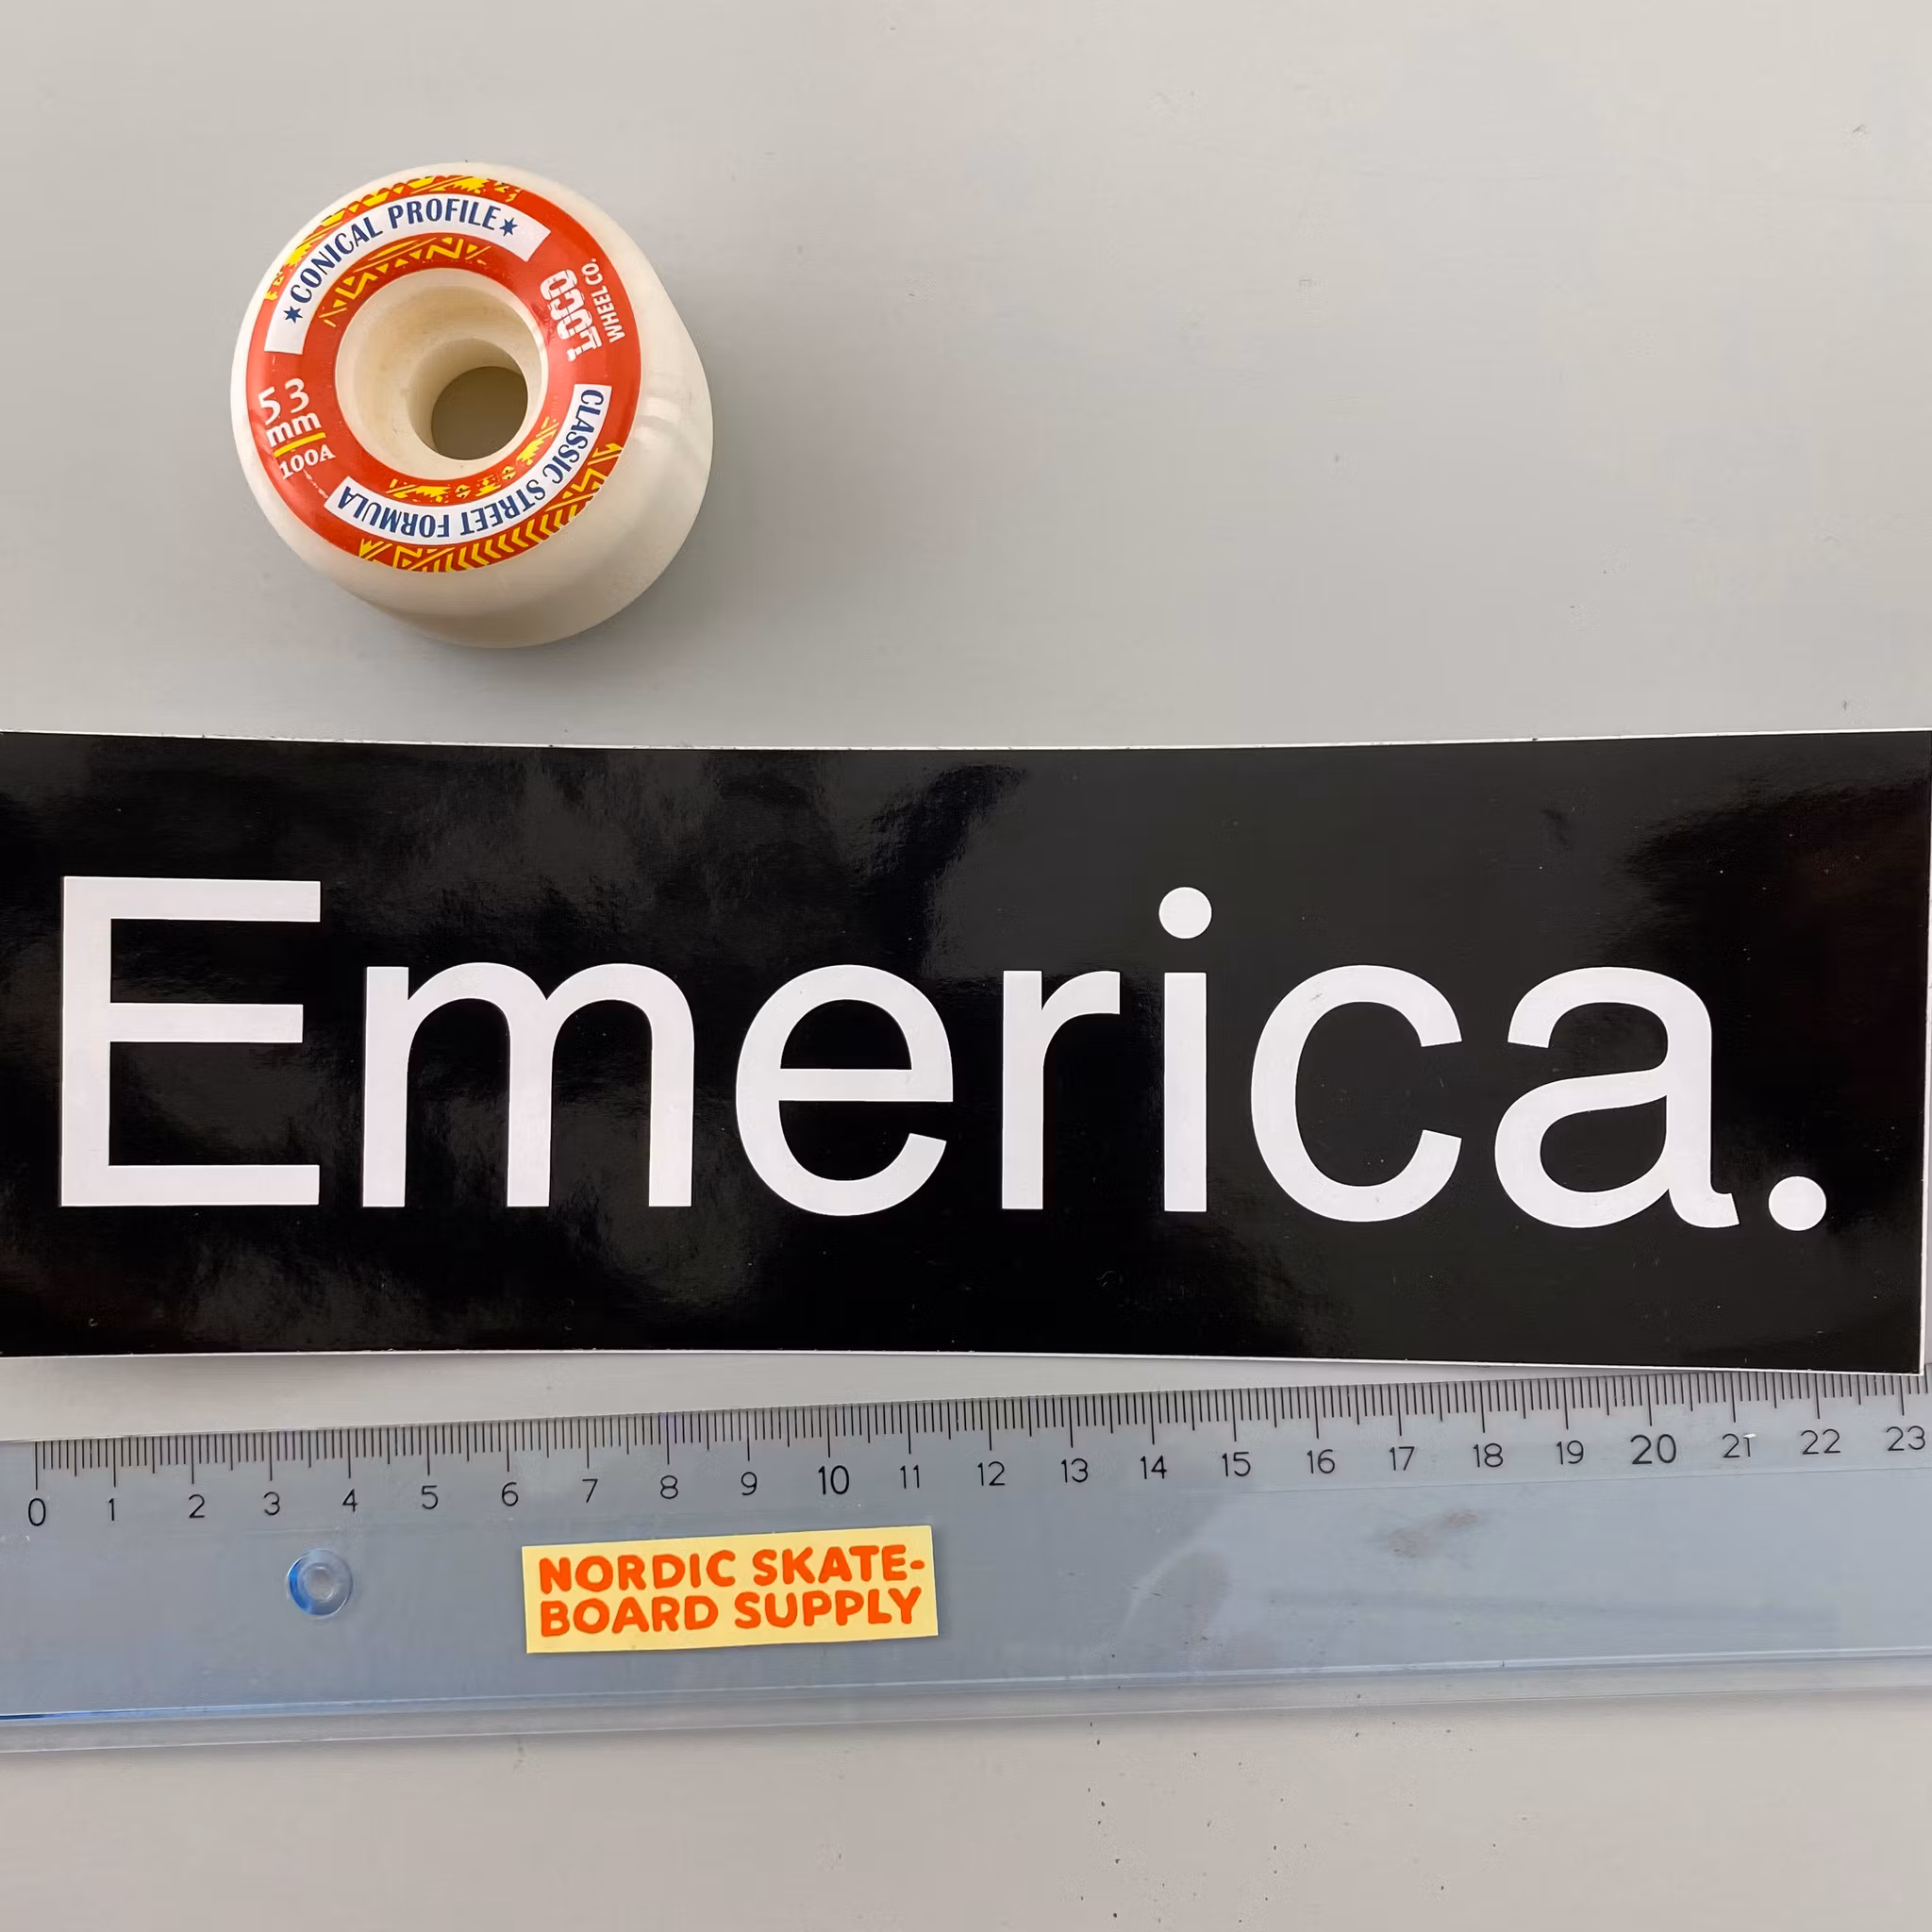 ★CONICAL PROFILE★
WHEEL CO.
53
mm
100A
CLASSIC STREET FORMULA
Emerica.
0 1 2 3 4 5 6 7 8 9 10 11 12 13 14 15 16 17 18 19 20 21 22 23
NORDIC SKATE-
BOARD SUPPLY